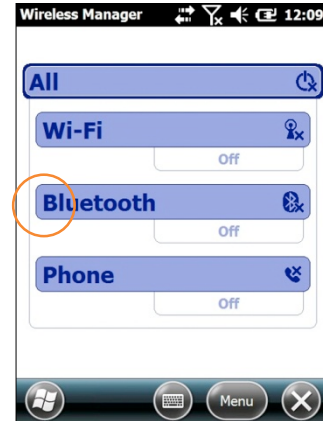 Wireless Manager 12:09
All
Wi-Fi
Off
Bluetooth
Off
Phone
Off
Menu